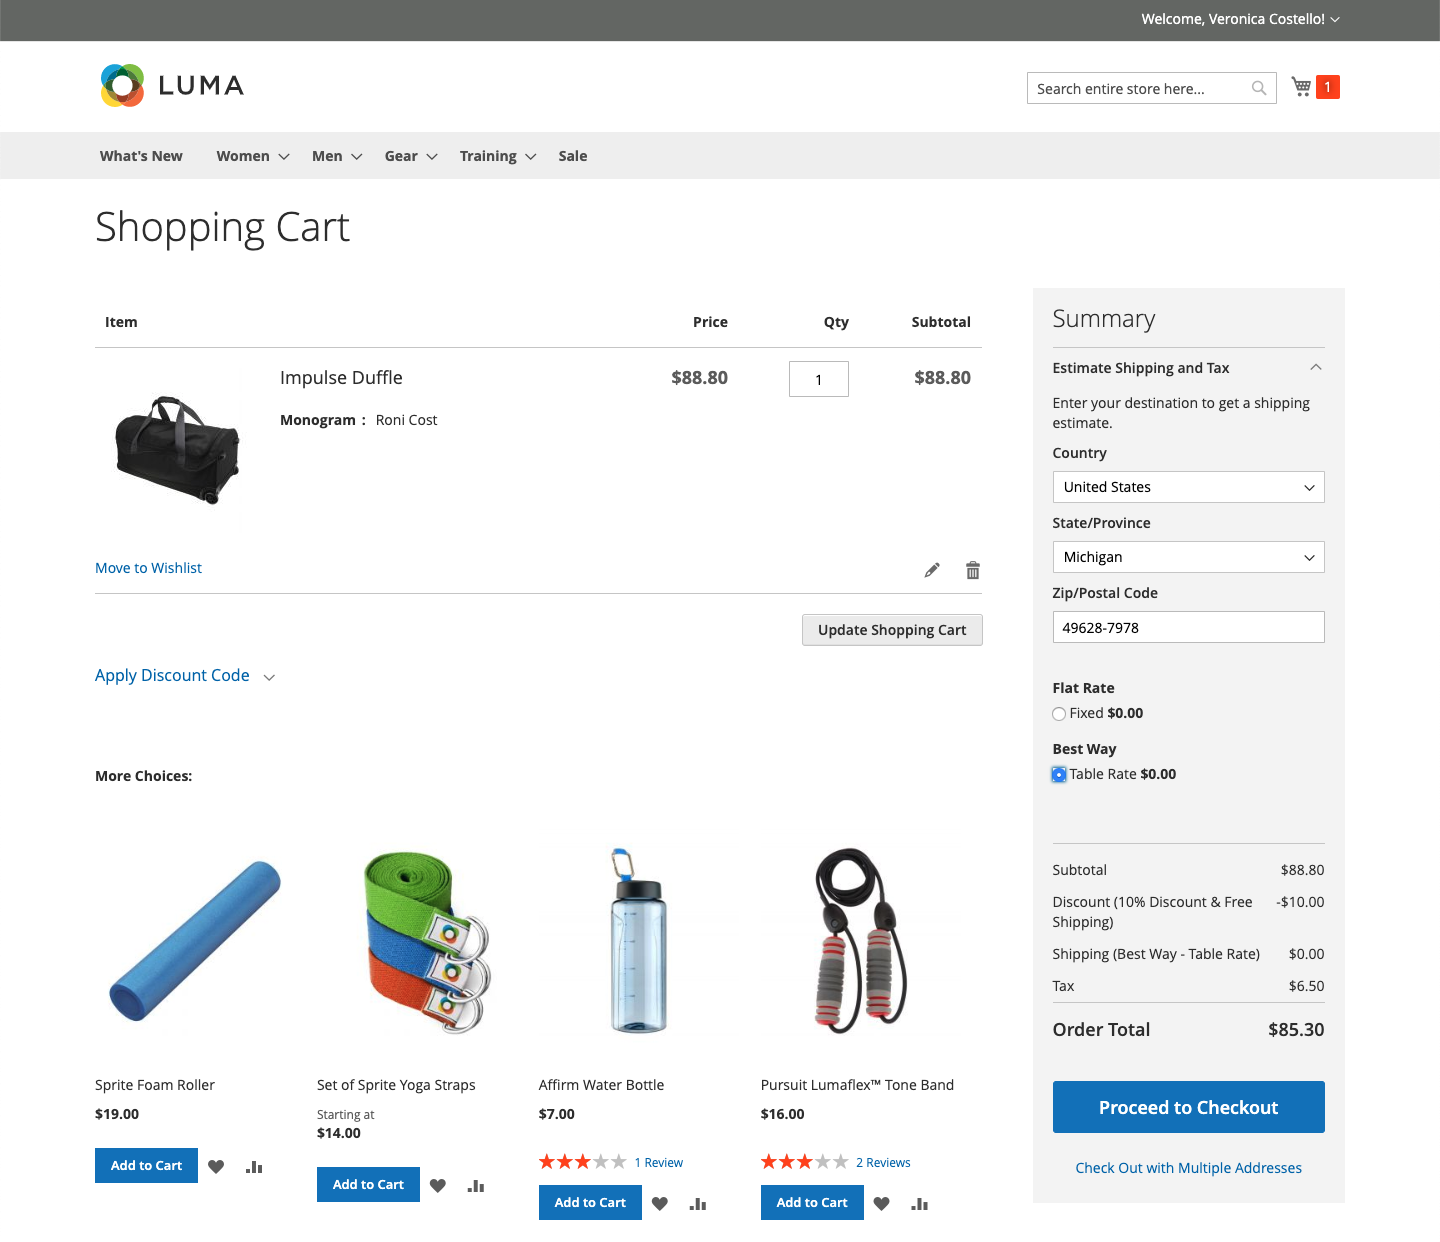 Welcome, Veronica Costello!
LUMA
Search entire store here...
1
What's New Women Men Gear Training Sale
Shopping Cart
Item Price Qty Subtotal
Impulse Duffle $88.80 1 $88.80
Monogram : Roni Cost
Move to Wishlist
Update Shopping Cart
Apply Discount Code
Summary
Estimate Shipping and Tax
Enter your destination to get a shipping
estimate.
Country
United States
State/Province
Michigan
Zip/Postal Code
49628-7978
Flat Rate
Fixed $0.00
Best Way
Table Rate $0.00
Subtotal $88.80
Discount (10% Discount & Free -$10.00
Shipping)
Shipping (Best Way - Table Rate) $0.00
Tax $6.50
Order Total $85.30
Proceed to Checkout
Check Out with Multiple Addresses
More Choices:
Sprite Foam Roller
$19.00
Add to Cart
Set of Sprite Yoga Straps
Starting at
$14.00
Add to Cart
Affirm Water Bottle
$7.00
1 Review
Add to Cart
Pursuit Lumaflex™ Tone Band
$16.00
2 Reviews
Add to Cart